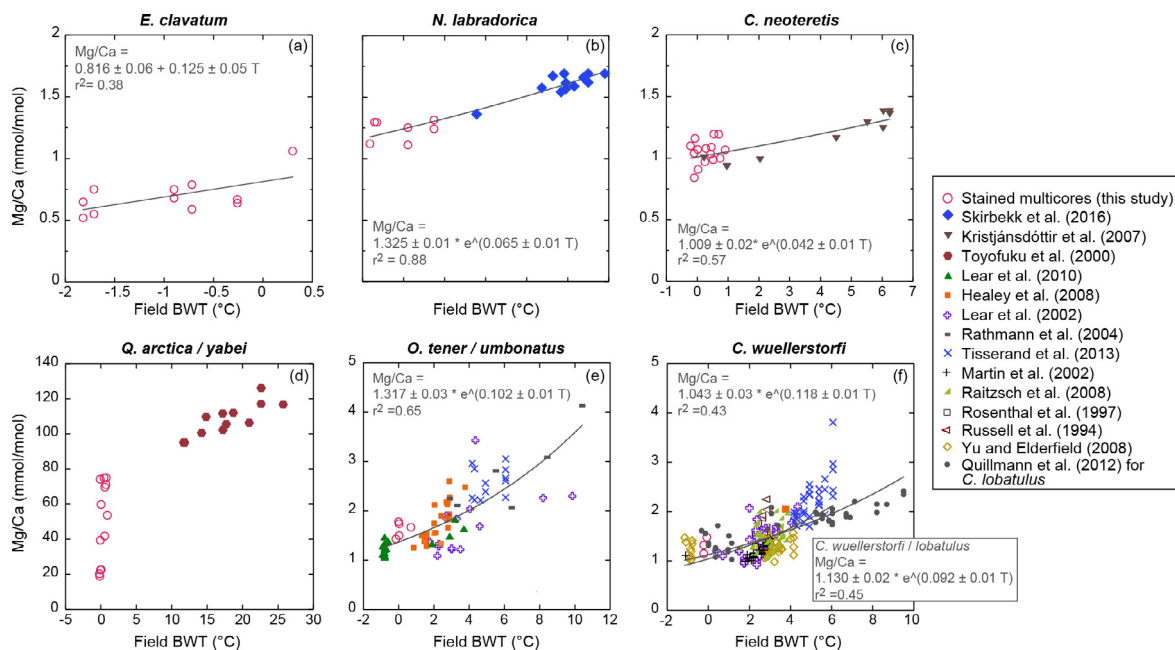 E. clavatum
N. labradorica
C. neoteretis
(a)
Mg/Ca =
0.816 ± 0.06 + 0.125 ± 0.05 T
r2= 0.38
(b)
Mg/Ca =
1.325 ± 0.01 * e^(0.065 ± 0.01 T)
r2 = 0.88
(c)
Mg/Ca =
1.009 ± 0.02* e^(0.042 ± 0.01 T)
r2 = 0.57
Mg/Ca (mmol/mnol)
2
1.5
1
0.5
0
-2 -1.5 -1 -0.5 0 0.5
-1 0 1 2 3 4 5 6 7
Field BWT (°C)
Field BWT (°C)
Field BWT (°C)
Stained multicores (this study)
Skirbekk et al. (2016)
Kristjánsdóttir et al. (2007)
Toyofuku et al. (2000)
Lear et al. (2010)
Healey et al. (2008)
Lear et al. (2002)
Rathmann et al. (2004)
Tisserand et al. (2013)
Martin et al. (2002)
Raitzsch et al. (2008)
Rosenthal et al. (1997)
Russell et al. (1994)
Yu and Elderfield (2008)
Quillmann et al. (2012) for
C. lobatulus
Q. arctica / yabei
O. tener / umbonatus
C. wuellerstorfi
(d)
(e)
Mg/Ca =
1.317 ± 0.03 * e^(0.102 ± 0.01 T)
r2 =0.65
(f)
Mg/Ca =
1.043 ± 0.03 * e^(0.118 ± 0.01 T)
r2 =0.43
C. wuellerstorfi / lobatulus
Mg/Ca =
1.130 ± 0.02 * e^(0.092 ± 0.01 T)
r2 =0.45
Mg/Ca (mmol/mnol)
140
120
100
80
60
40
20
0
5
4
3
2
1
0
5
4
3
2
1
0
-5 0 5 10 15 20 25 30
-2 0 2 4 6 8 10 12
-2 0 2 4 6 8 10
Field BWT (°C)
Field BWT (°C)
Field BWT (°C)